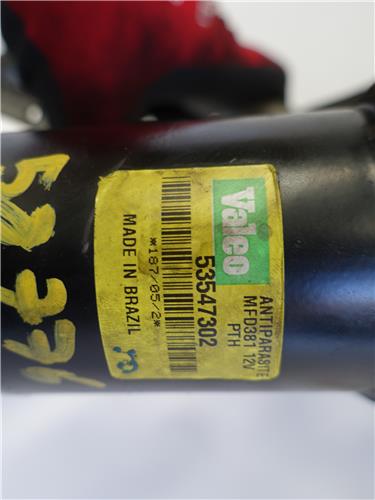 Valeo
ANTIPARASITE
MFD381 12V
PTH
53547302
*187/05/2*
MADE IN BRAZIL